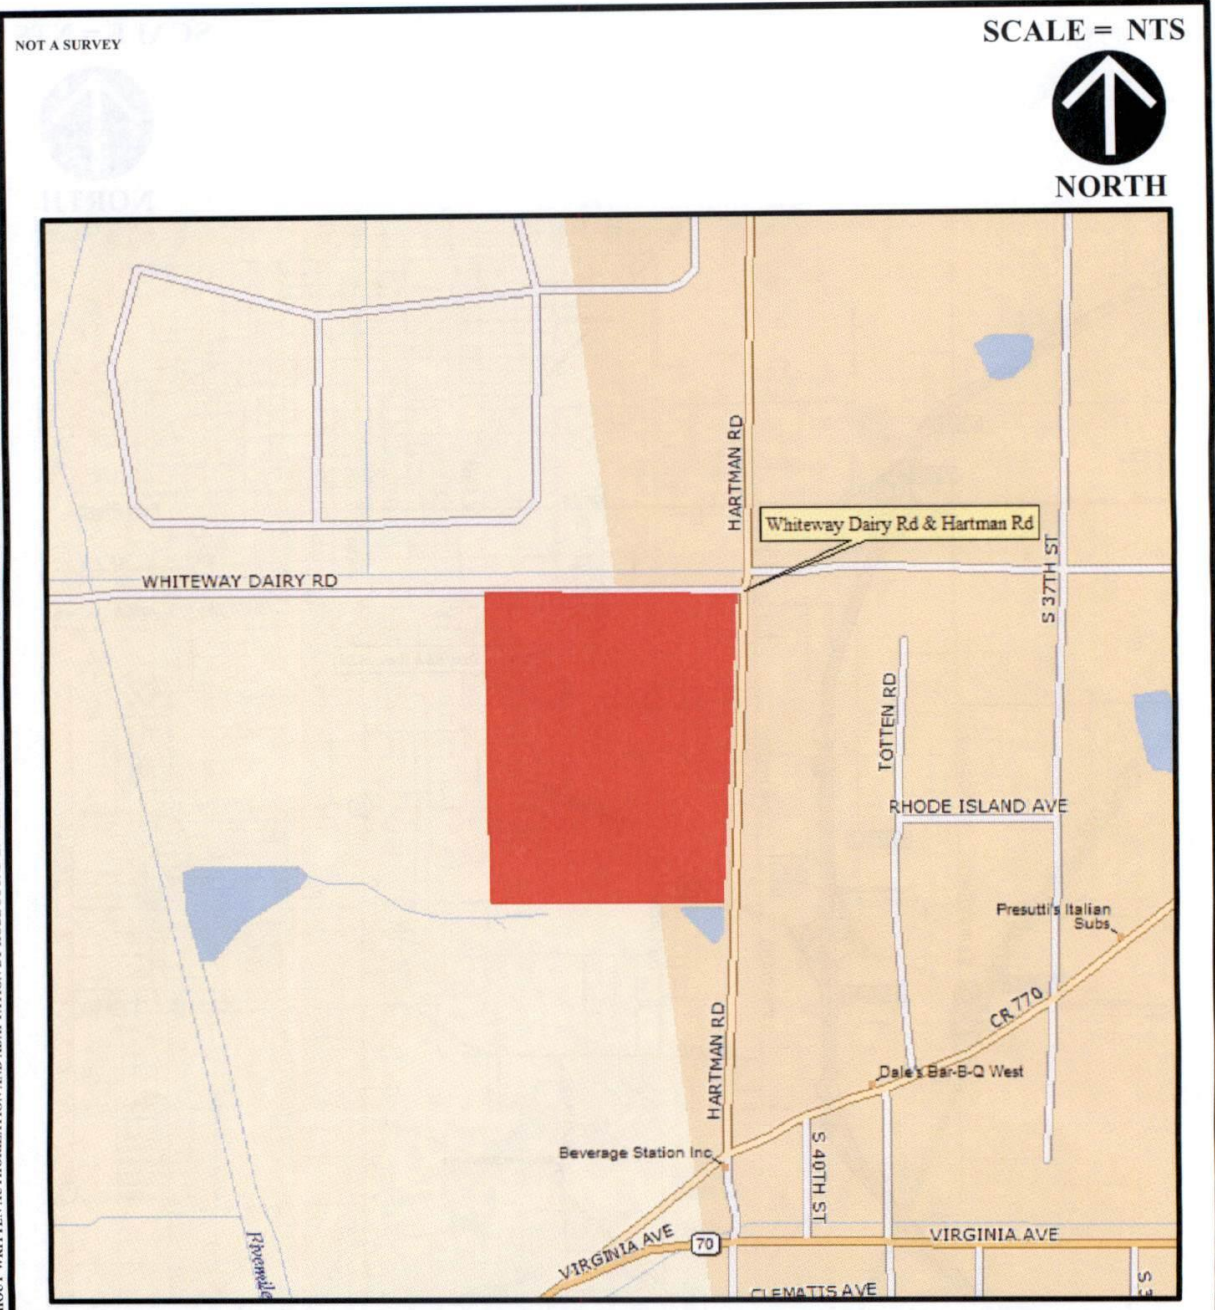 NOT A SURVEY
SCALE = NTS
NORTH
HARTMAN RD
Whiteway Dairy Rd & Hartman Rd
WHITEWAY DAIRY RD
S 37TH ST
TOTTEN RD
RHODE ISLAND AVE
Presutti's Italian
Subs
CR 770
HARTMAN RD
Dale's Bar-B-Q West
Beverage Station Inc
S 40TH ST
VIRGINIA AVE
70
VIRGINIA AVE
CLEMATIS AVE
S 3